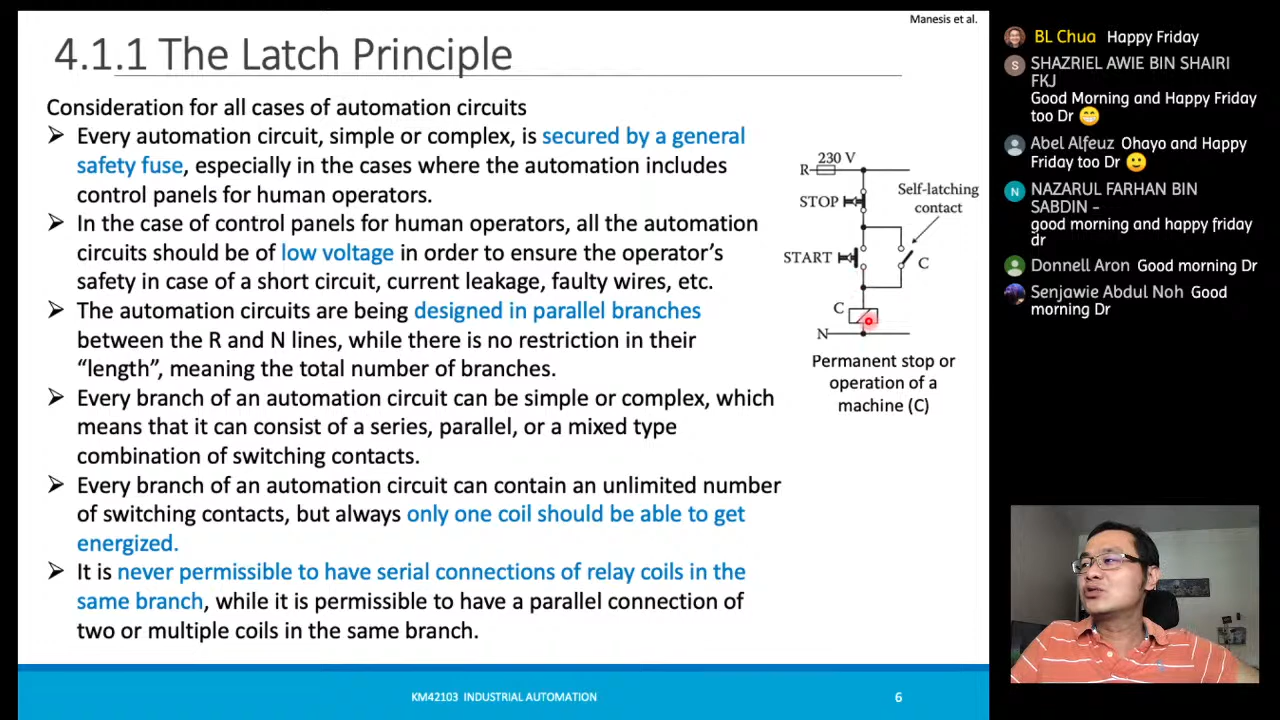 Manesis et al.
4.1.1 The Latch Principle
Consideration for all cases of automation circuits
➢ Every automation circuit, simple or complex, is secured by a general
safety fuse, especially in the cases where the automation includes
control panels for human operators.
➢ In the case of control panels for human operators, all the automation
circuits should be of low voltage in order to ensure the operator’s
safety in case of a short circuit, current leakage, faulty wires, etc.
➢ The automation circuits are being designed in parallel branches
between the R and N lines, while there is no restriction in their
“length”, meaning the total number of branches.
➢ Every branch of an automation circuit can be simple or complex, which
means that it can consist of a series, parallel, or a mixed type
combination of switching contacts.
➢ Every branch of an automation circuit can contain an unlimited number
of switching contacts, but always only one coil should be able to get
energized.
➢ It is never permissible to have serial connections of relay coils in the
same branch, while it is permissible to have a parallel connection of
two or multiple coils in the same branch.
230 V
R
STOP
Self-latching
contact
START
C
C
N
Permanent stop or
operation of a
machine (C)
KM42103 INDUSTRIAL AUTOMATION
6
BL Chua Happy Friday
S
SHAZRIEL AWIE BIN SHAIRI
FKJ
Good Morning and Happy Friday
too Dr 😁
Abel Alfeuz Ohayo and Happy
Friday too Dr 🙂
N
NAZARUL FARHAN BIN
SABDIN -
good morning and happy friday
dr
Donnell Aron Good morning Dr
Senjawie Abdul Noh Good
morning Dr